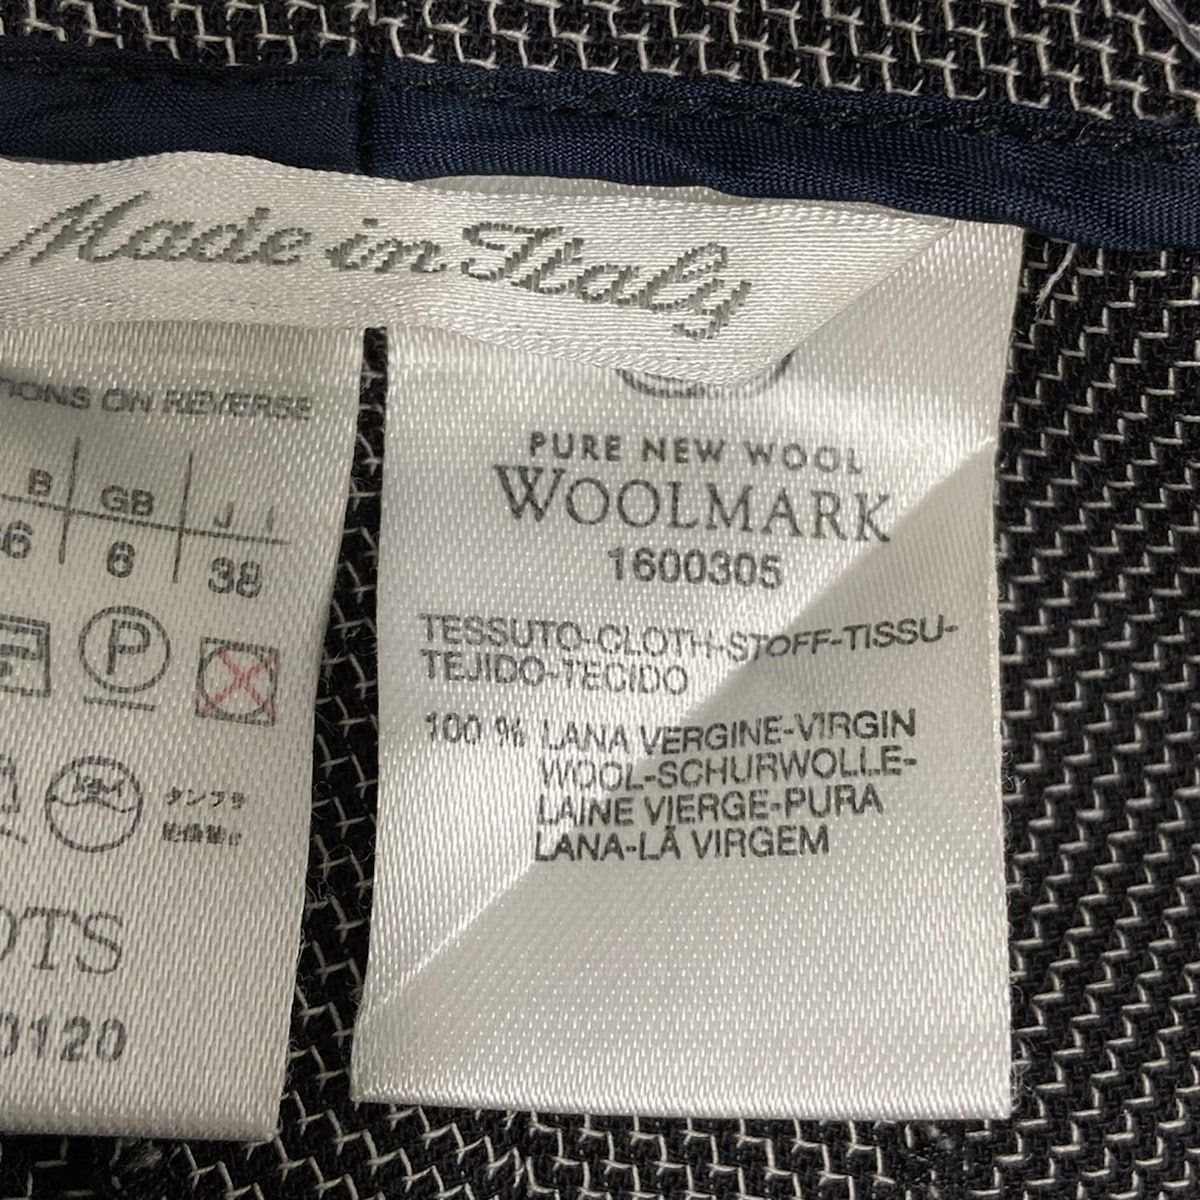 Made in Italy
TIONS ON REVERSE
B GB J I
6 6 38
P
タンブラ
OTS
0120
PURE NEW WOOL
WOOLMARK
1600305
TESSUTO-CLOTH-STOFF-TISSU-
TEJIDO-TECIDO
100 % LANA VERGINE-VIRGIN
WOOL-SCHURWOLLE-
LAINE VIERGE-PURA
LANA-LÃ VIRGEM